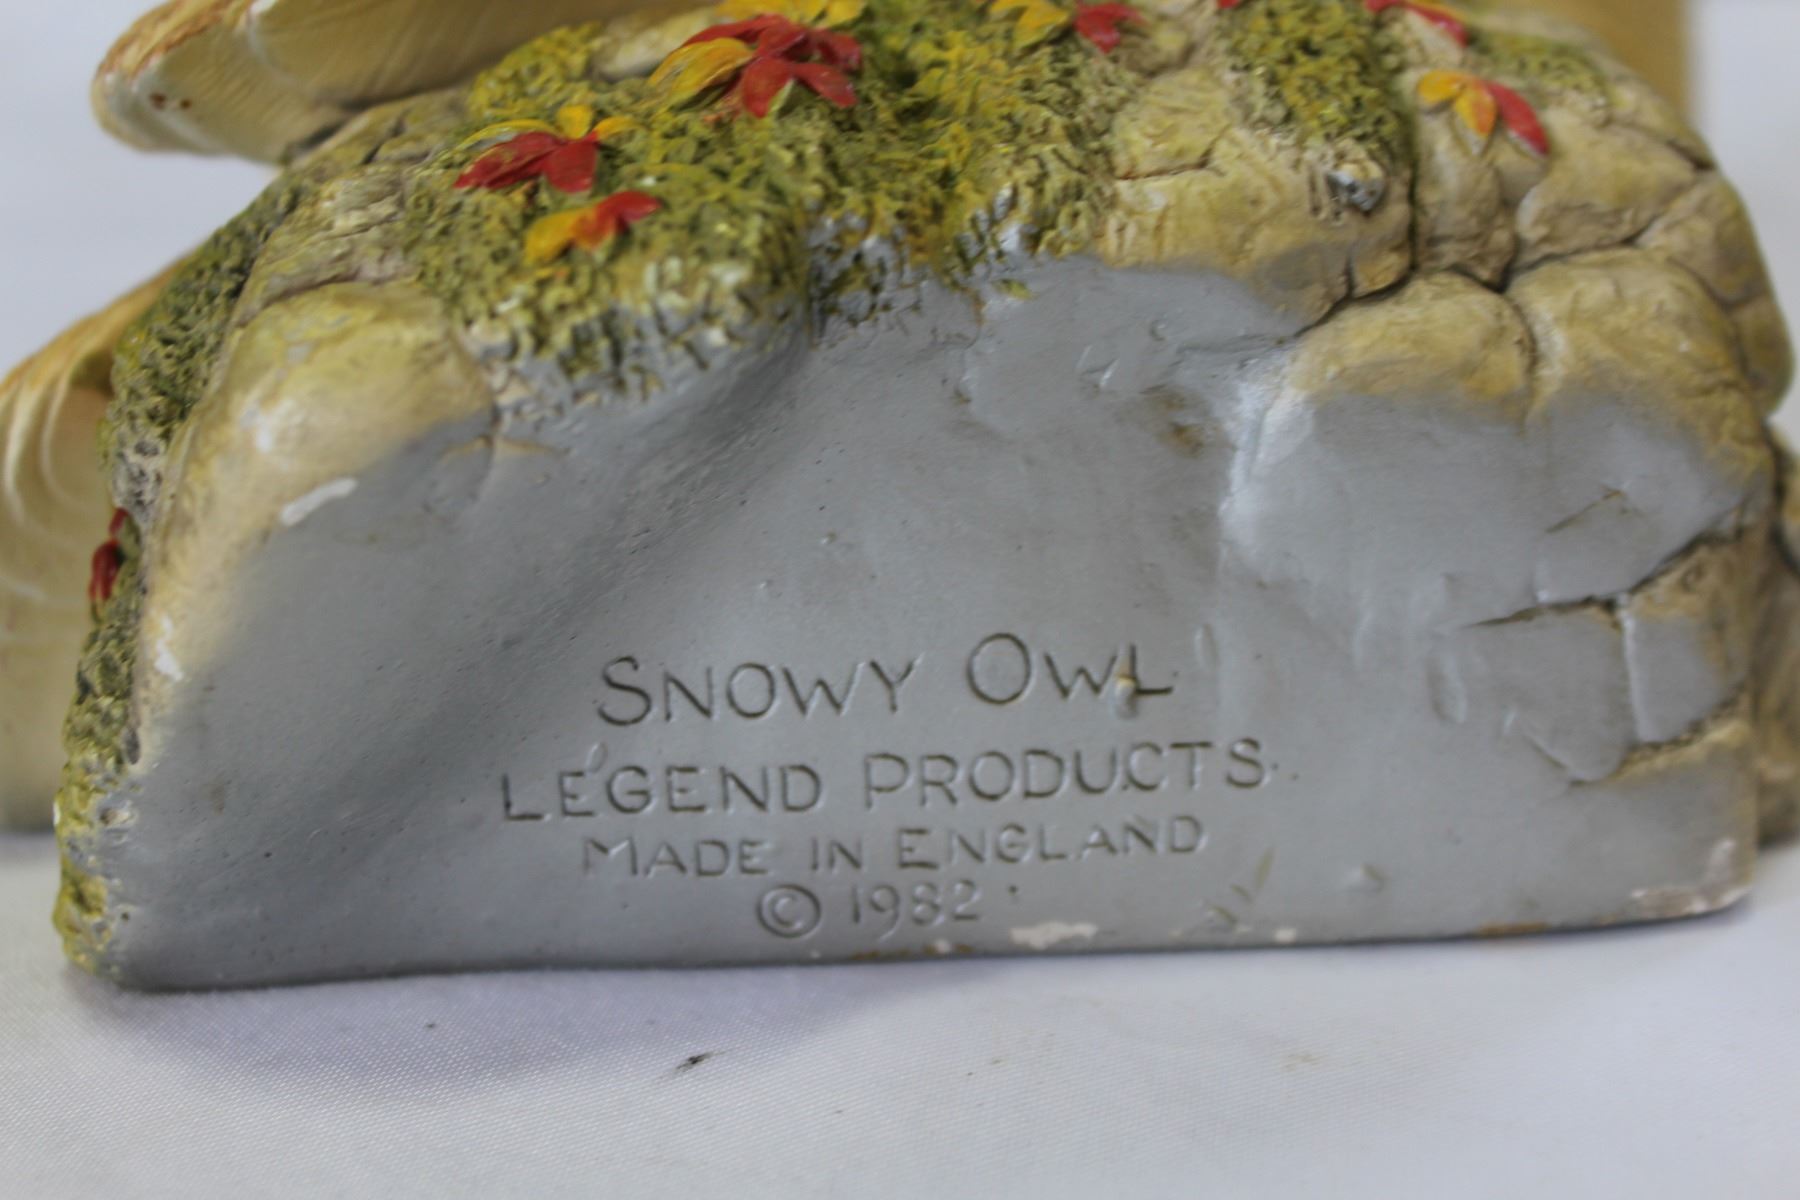 SNOWY OWL
LEGEND PRODUCTS
MADE IN ENGLAND
© 1982